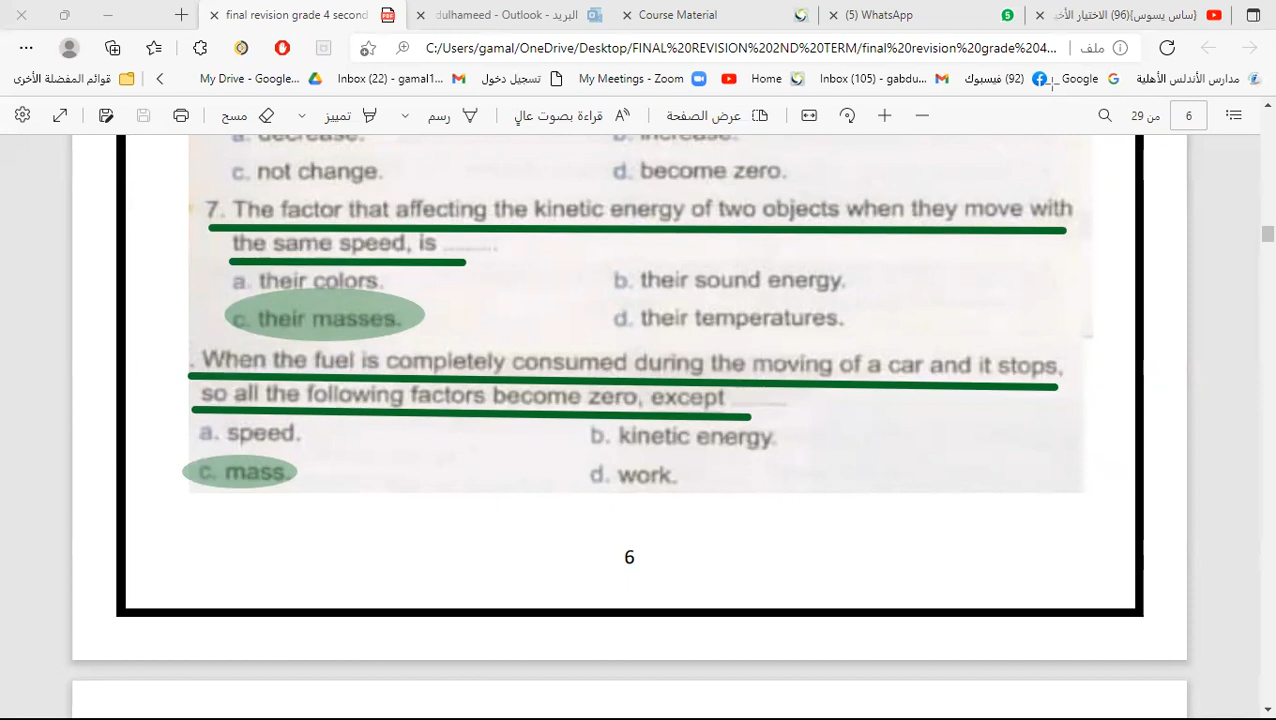 final revision grade 4 second
dulhameed - Outlook - البريد
Course Material
(5) WhatsApp
5
(ساس يسوس){96} الاختبار الأخ
C:/Users/gamal/OneDrive/Desktop/FINAL%20REVISION%202ND%20TERM/final%20revision%20grade%204...
ملف
قوائم المفضلة الأخرى
My Drive - Google...
Inbox (22) - gamal1...
تسجيل دخول
My Meetings - Zoom
Home
Inbox (105) - gabdu...
(92) فيسبوك
Google
مدارس الأندلس الأهلية
مسح
تمييز
رسم
قراءة بصوت عالٍ
عرض الصفحة
من 29
6
a. decrease.
b. increase.
c. not change.
d. become zero.
7. The factor that affecting the kinetic energy of two objects when they move with
the same speed, is ..........
a. their colors.
b. their sound energy.
c. their masses.
d. their temperatures.
. When the fuel is completely consumed during the moving of a car and it stops,
so all the following factors become zero, except ..........
a. speed.
b. kinetic energy.
c. mass.
d. work.
6